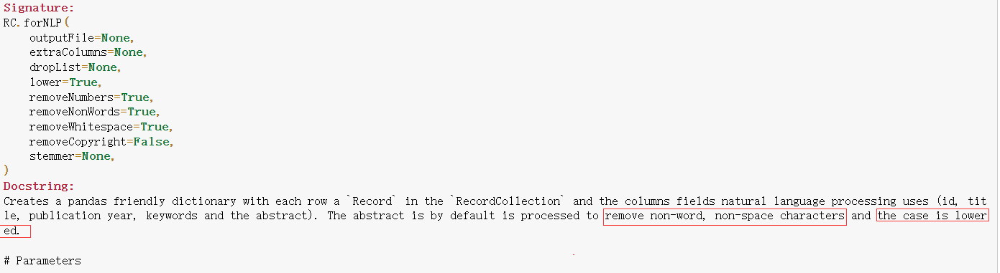 Signature:
RC.forNLP(
    outputFile=None,
    extraColumns=None,
    dropList=None,
    lower=True,
    removeNumbers=True,
    removeNonWords=True,
    removeWhitespace=True,
    removeCopyright=False,
    stemmer=None,
)
Docstring:
Creates a pandas friendly dictionary with each row a `Record` in the `RecordCollection` and the columns fields natural language processing uses (id, tit
le, publication year, keywords and the abstract). The abstract is by default is processed to remove non-word, non-space characters and the case is lower
ed.
# Parameters